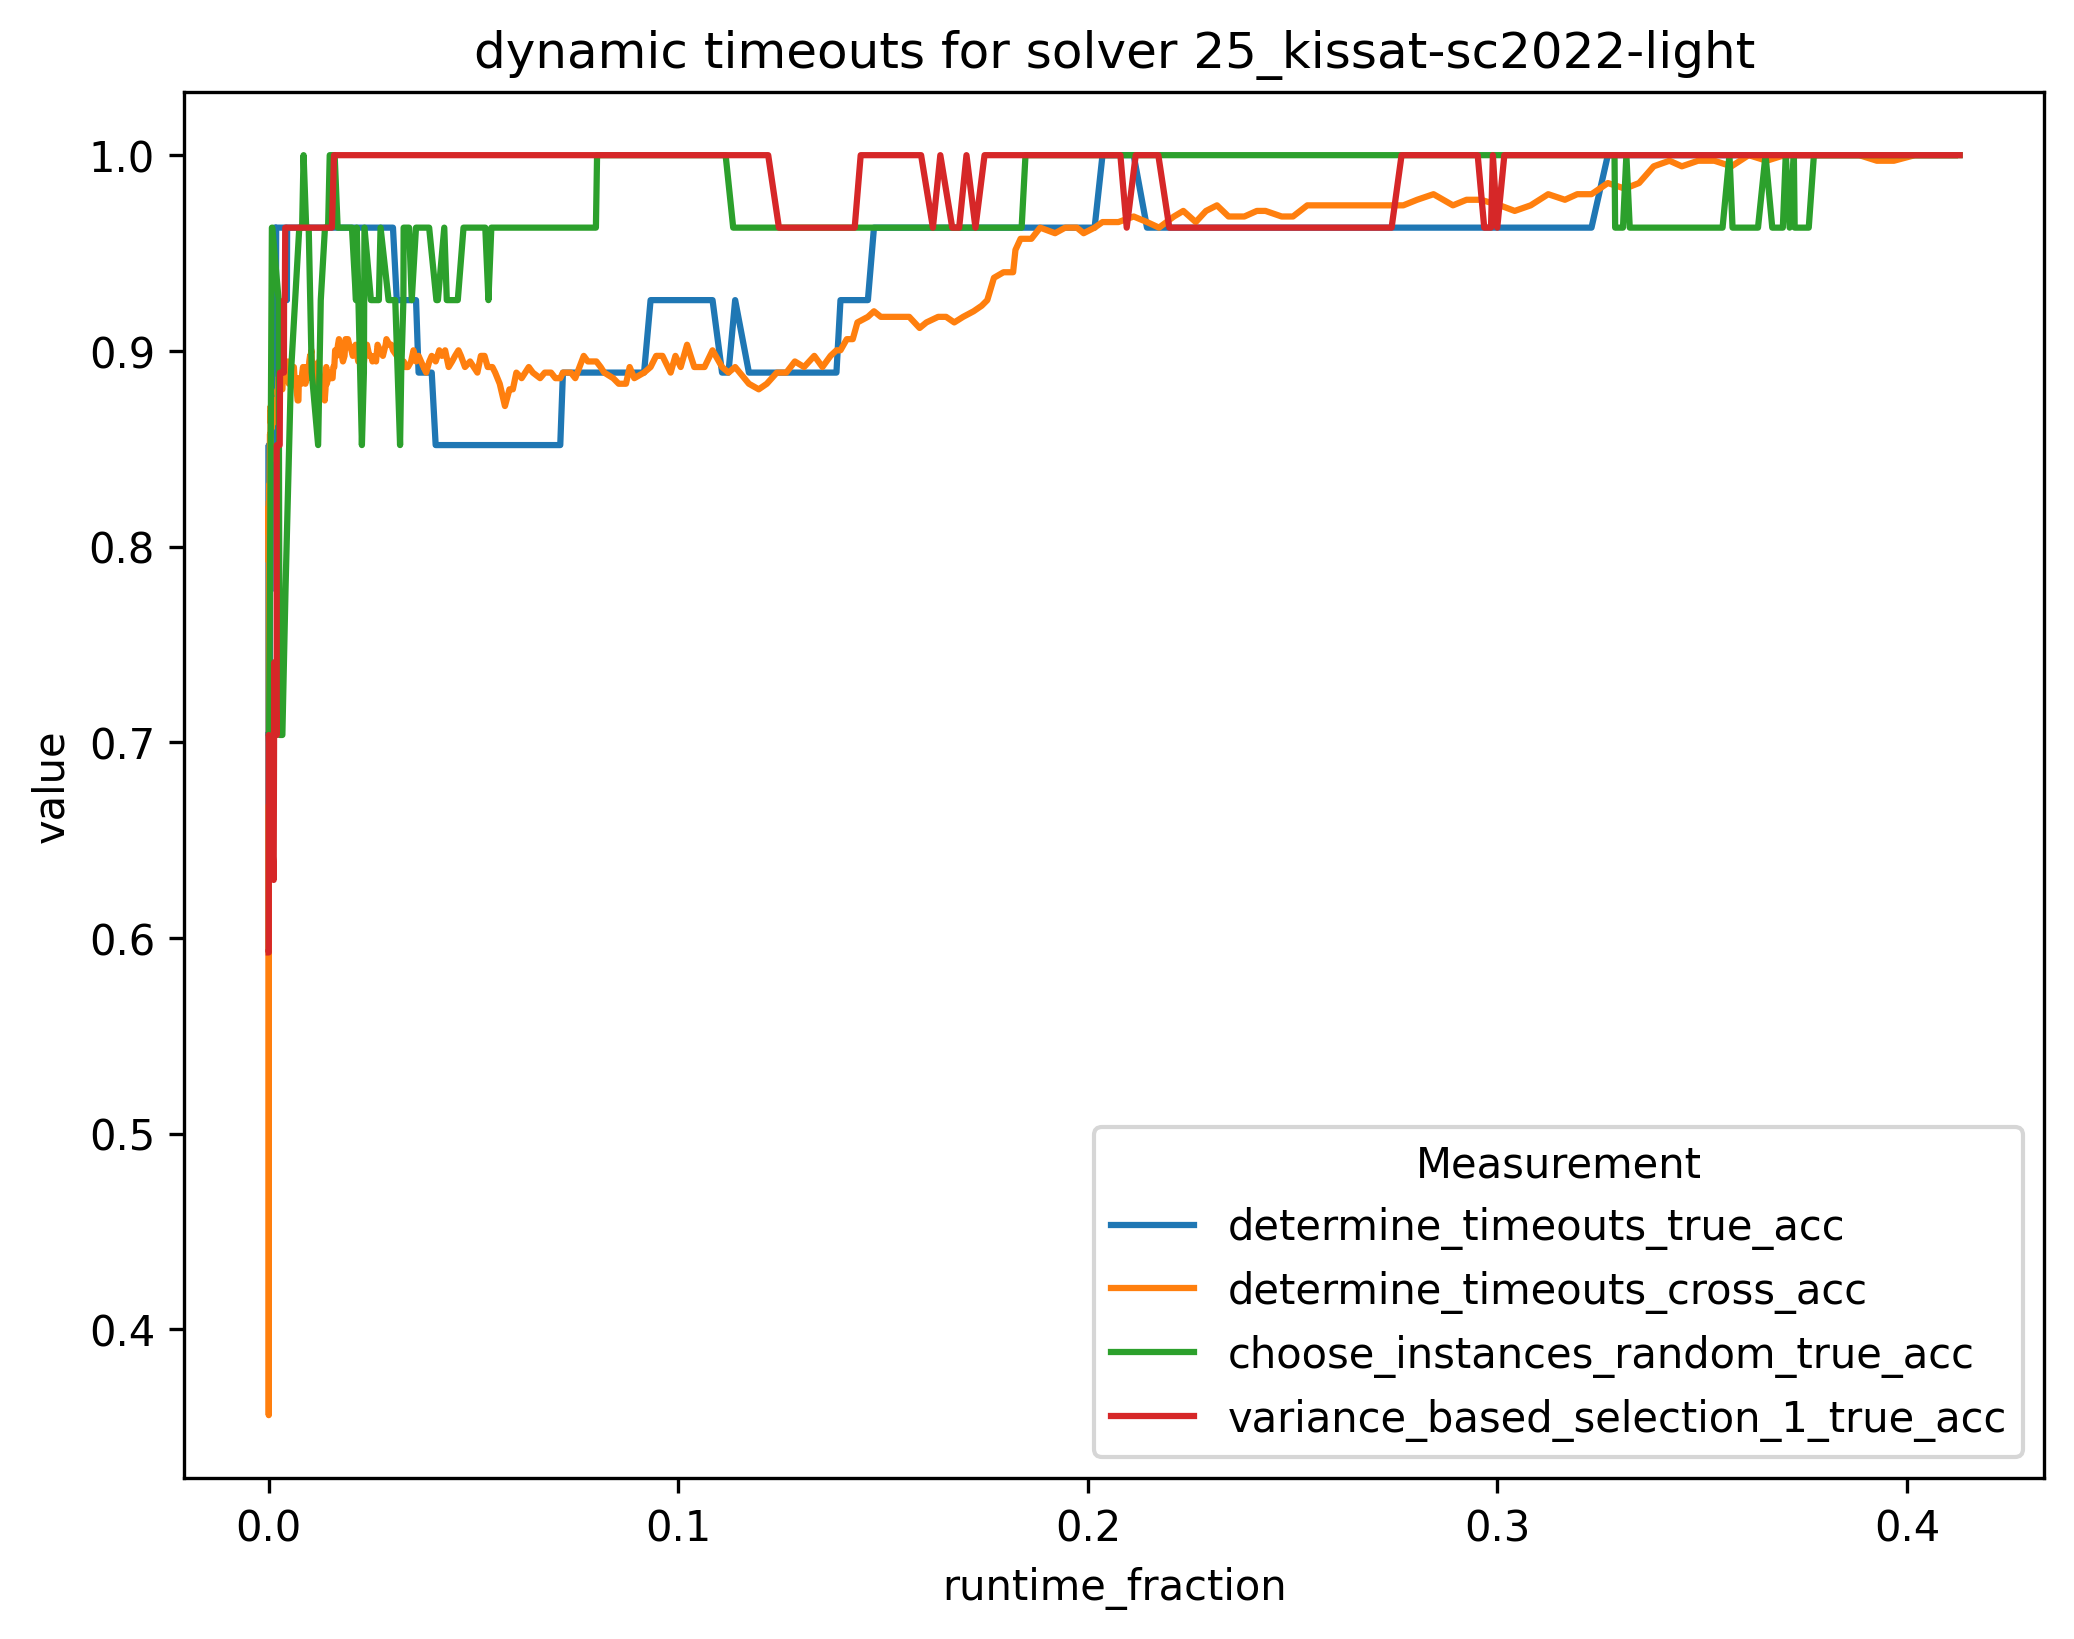 dynamic timeouts for solver 25_kissat-sc2022-light
1.0
0.9
0.8
0.7
0.6
0.5
0.4
value
Measurement
determine_timeouts_true_acc
determine_timeouts_cross_acc
choose_instances_random_true_acc
variance_based_selection_1_true_acc
0.0 0.1 0.2 0.3 0.4
runtime_fraction